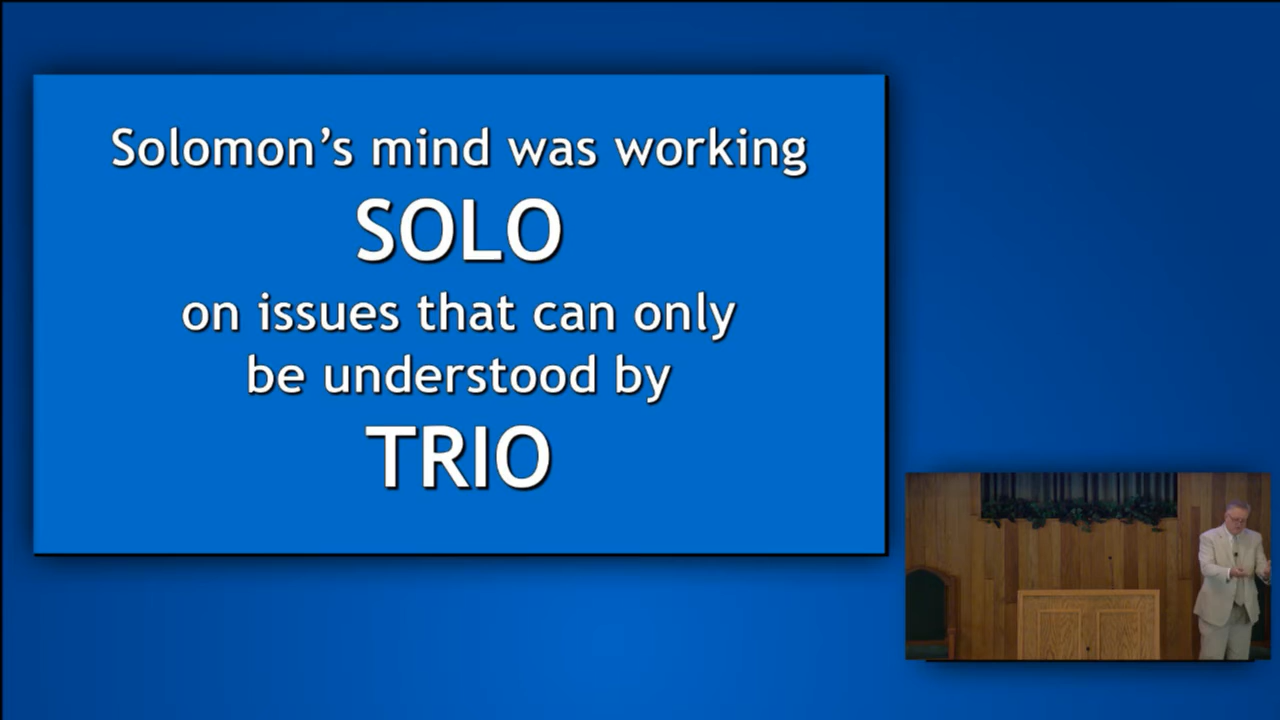 Solomon’s mind was working
SOLO
on issues that can only
be understood by
TRIO